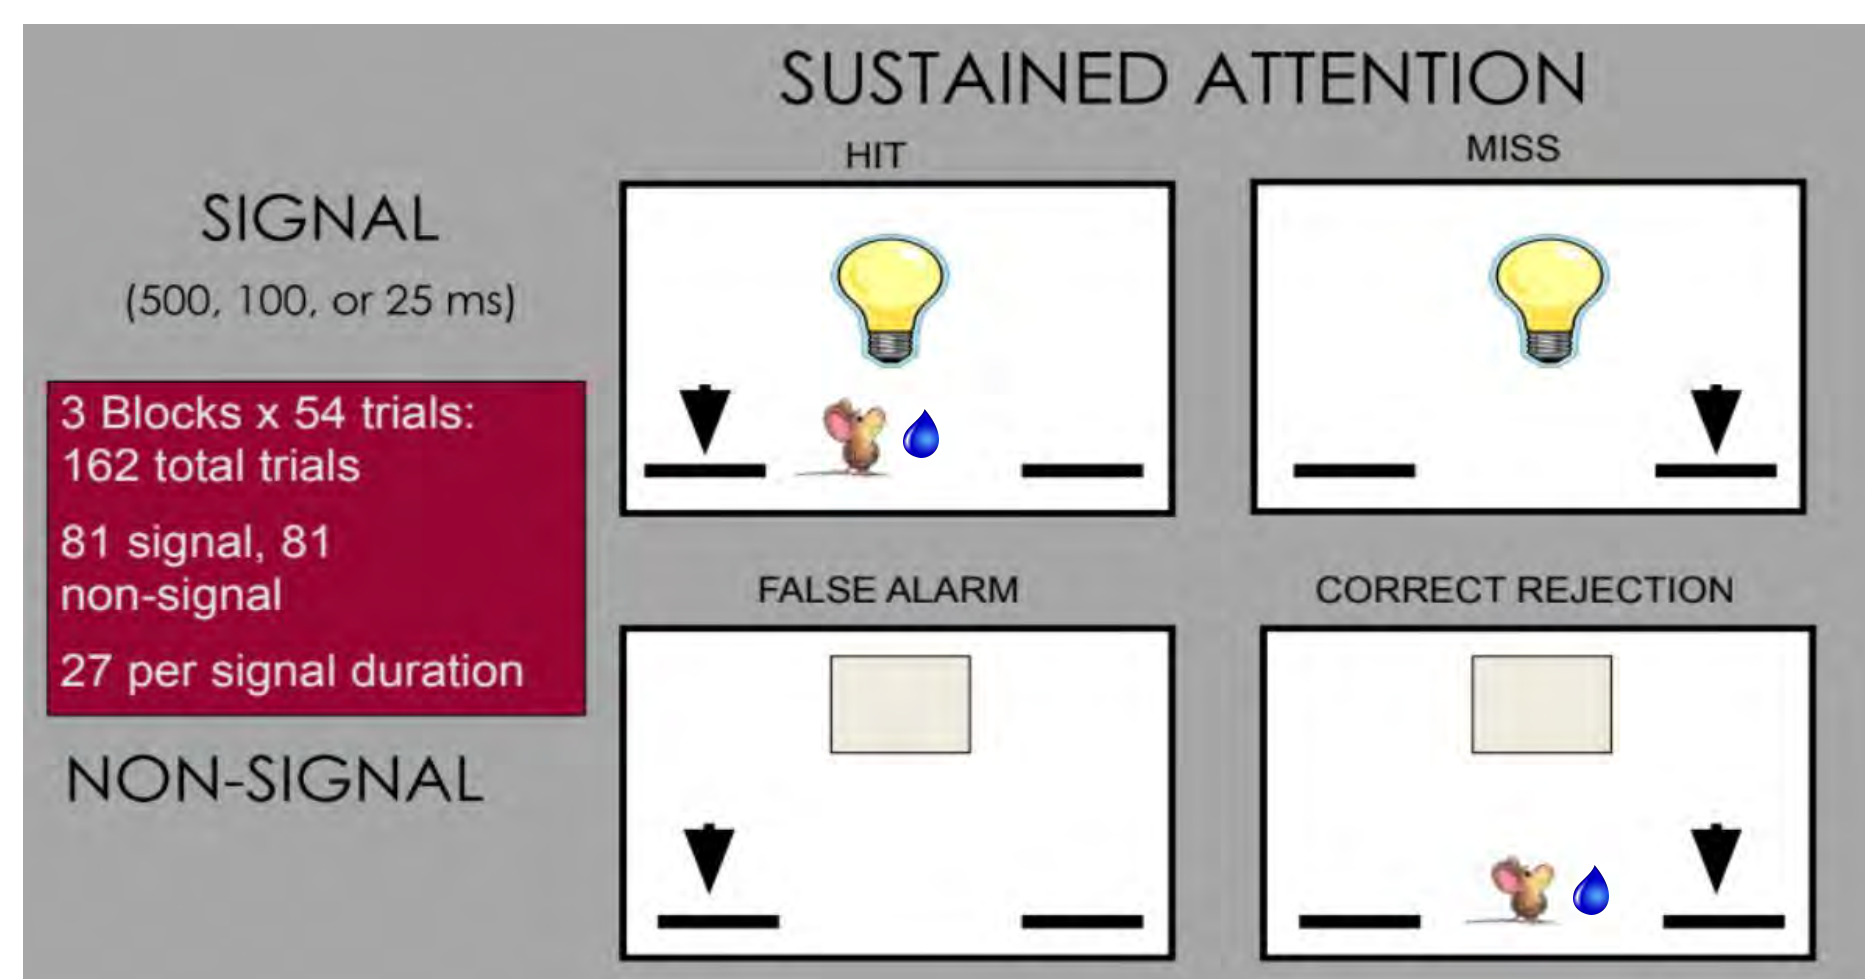 SUSTAINED ATTENTION
HIT
MISS
SIGNAL
(500, 100, or 25 ms)
3 Blocks x 54 trials:
162 total trials
81 signal, 81
non-signal
27 per signal duration
FALSE ALARM
CORRECT REJECTION
NON-SIGNAL